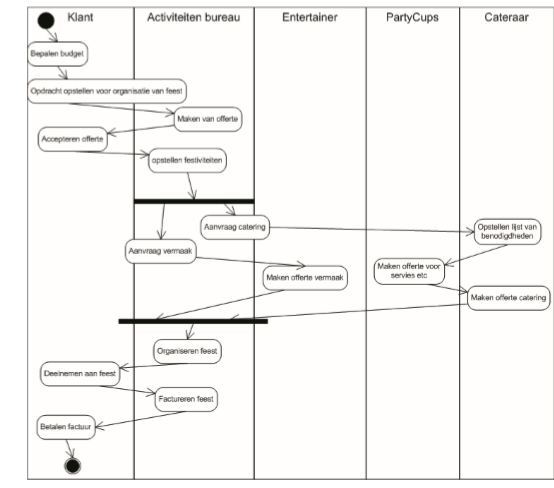 Klant
Activiteiten bureau
Entertainer
PartyCups
Cateraar
Bepalen budget
Opdracht opstellen voor organisatie van feest
Maken van offerte
Accepteren offerte
opstellen festiviteiten
Aanvraag catering
Opstellen lijst van
benodigdheden
Aanvraag vermaak
Maken offerte vermaak
Maken offerte voor
servies etc
Maken offerte catering
Organiseren feest
Deelnemen aan feest
Factureren feest
Betalen factuur